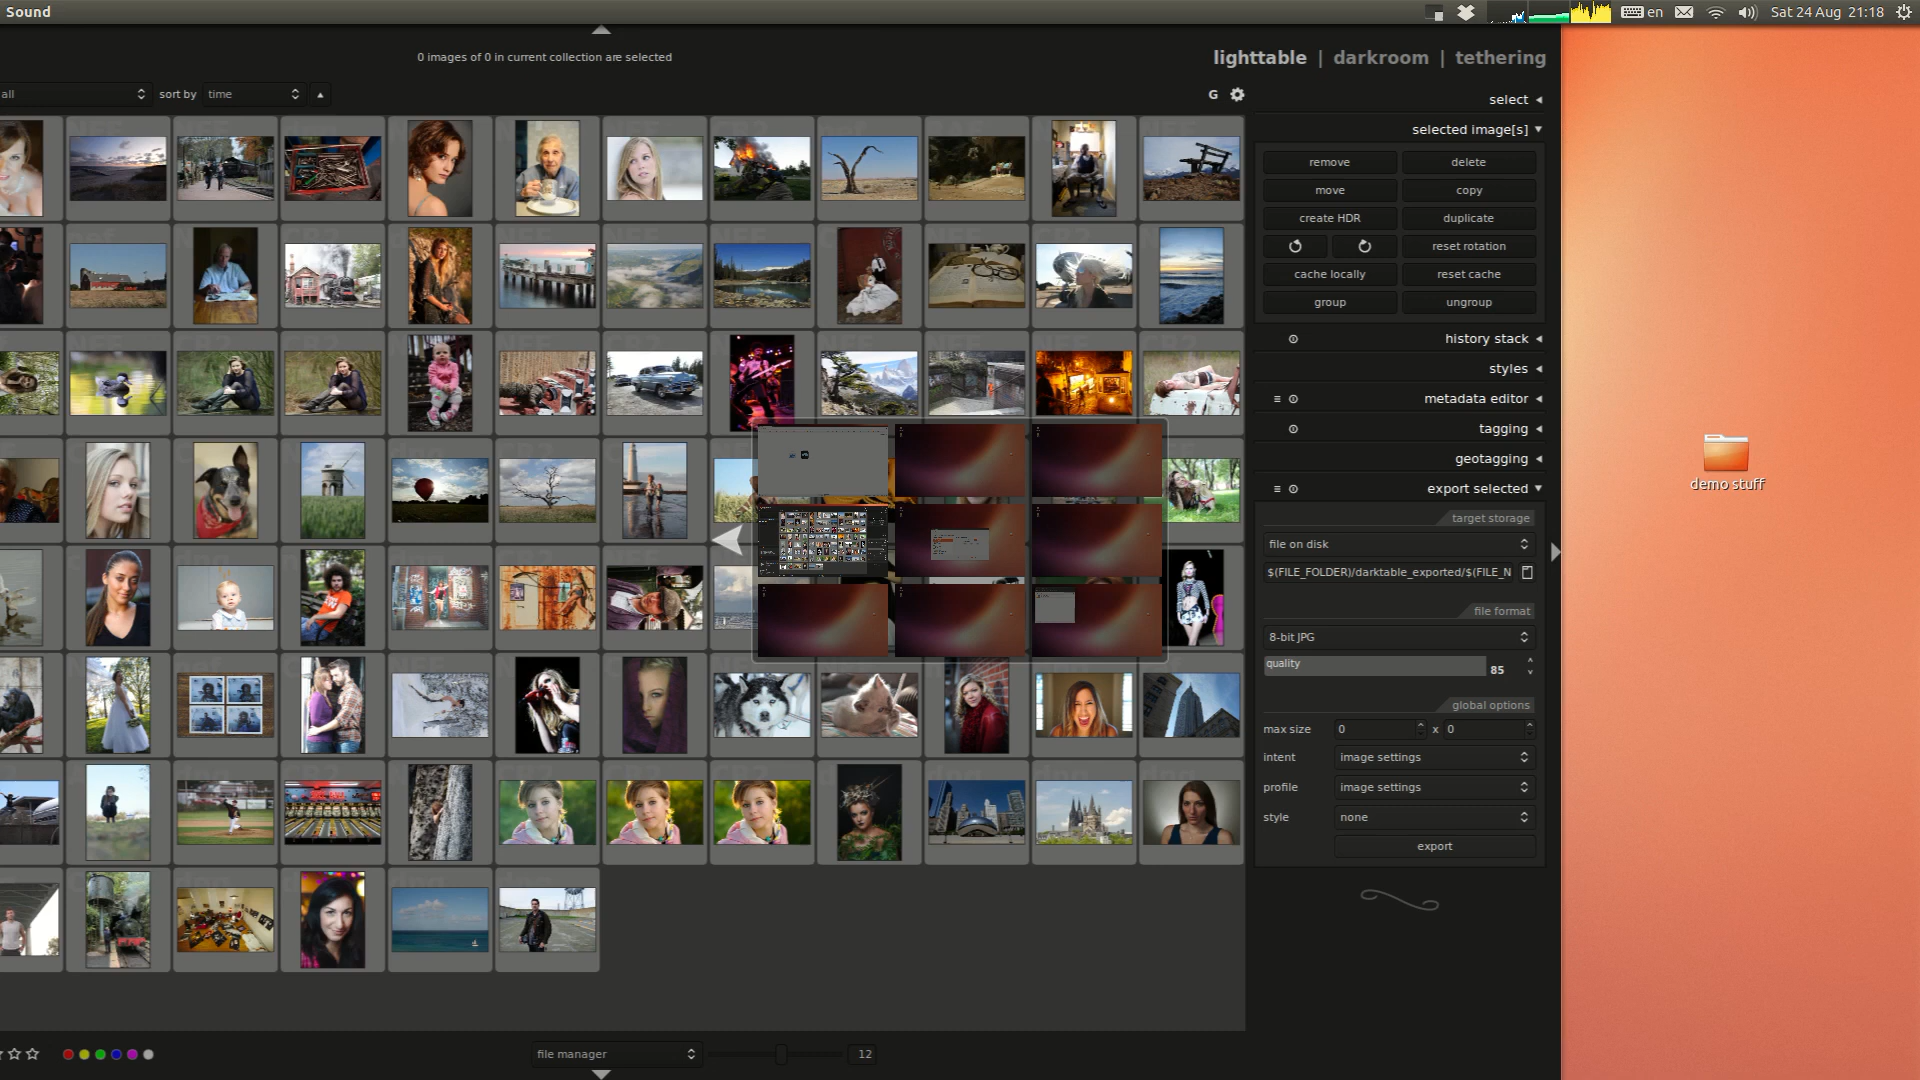 Sound
en
Sat 24 Aug 21:18
0 images of 0 in current collection are selected
lighttable | darkroom | tethering
all
sort by
time
G
select
selected image[s]
remove
delete
move
copy
create HDR
duplicate
reset rotation
cache locally
reset cache
group
ungroup
history stack
styles
metadata editor
tagging
geotagging
export selected
target storage
file on disk
$(FILE_FOLDER)/darktable_exported/$(FILE_N
file format
8-bit JPG
quality
85
global options
max size
0
x
0
intent
image settings
profile
image settings
style
none
export
demo stuff
file manager
12